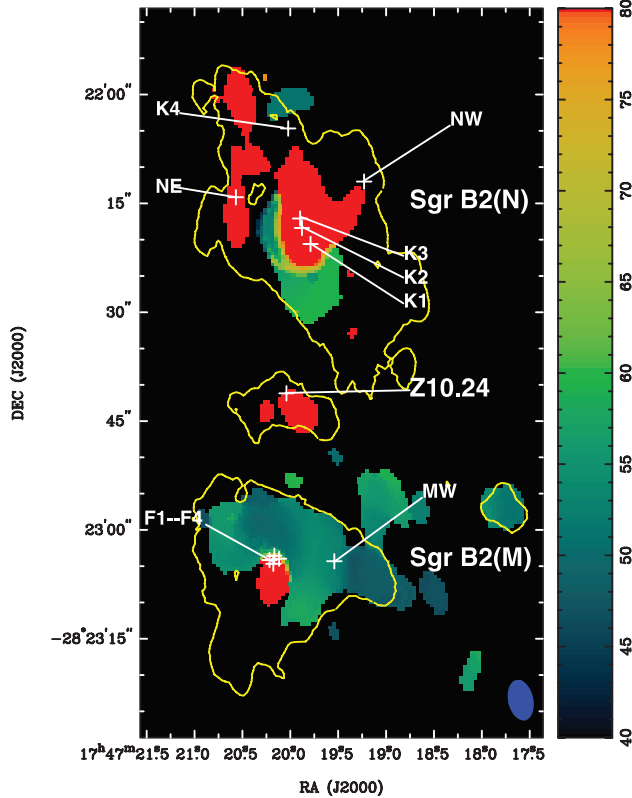 80
22'00"
K4
NW
75
NE
15"
Sgr B2(N)
70
K3
K2
K1
30"
65
Z10.24
DEC (J2000)
45"
60
MW
F1--F4
23'00"
55
Sgr B2(M)
50
−28°23'15"
45
40
17ʰ47ᵐ21.5 21.0 20.5 20.0 19.5 19.0 18.5 18.0 17.5
RA (J2000)